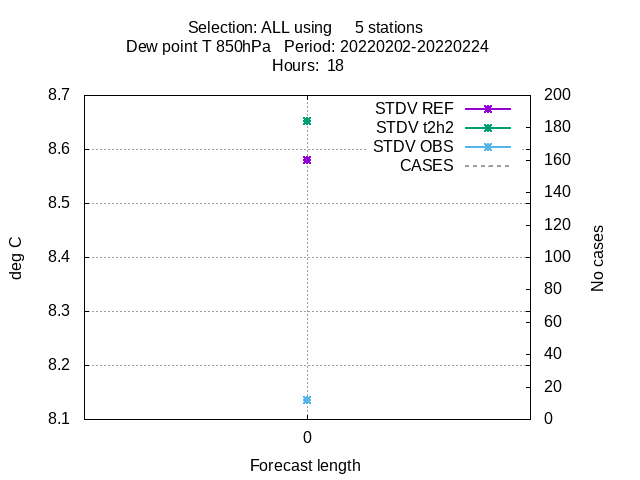 Selection: ALL using     5 stations
Dew point T 850hPa   Period: 20220202-20220224
Hours:  18
8.7
8.6
8.5
8.4
8.3
8.2
8.1
200
180
160
140
120
100
80
60
40
20
0
STDV REF
STDV t2h2
STDV OBS
CASES
deg C
No cases
0
Forecast length